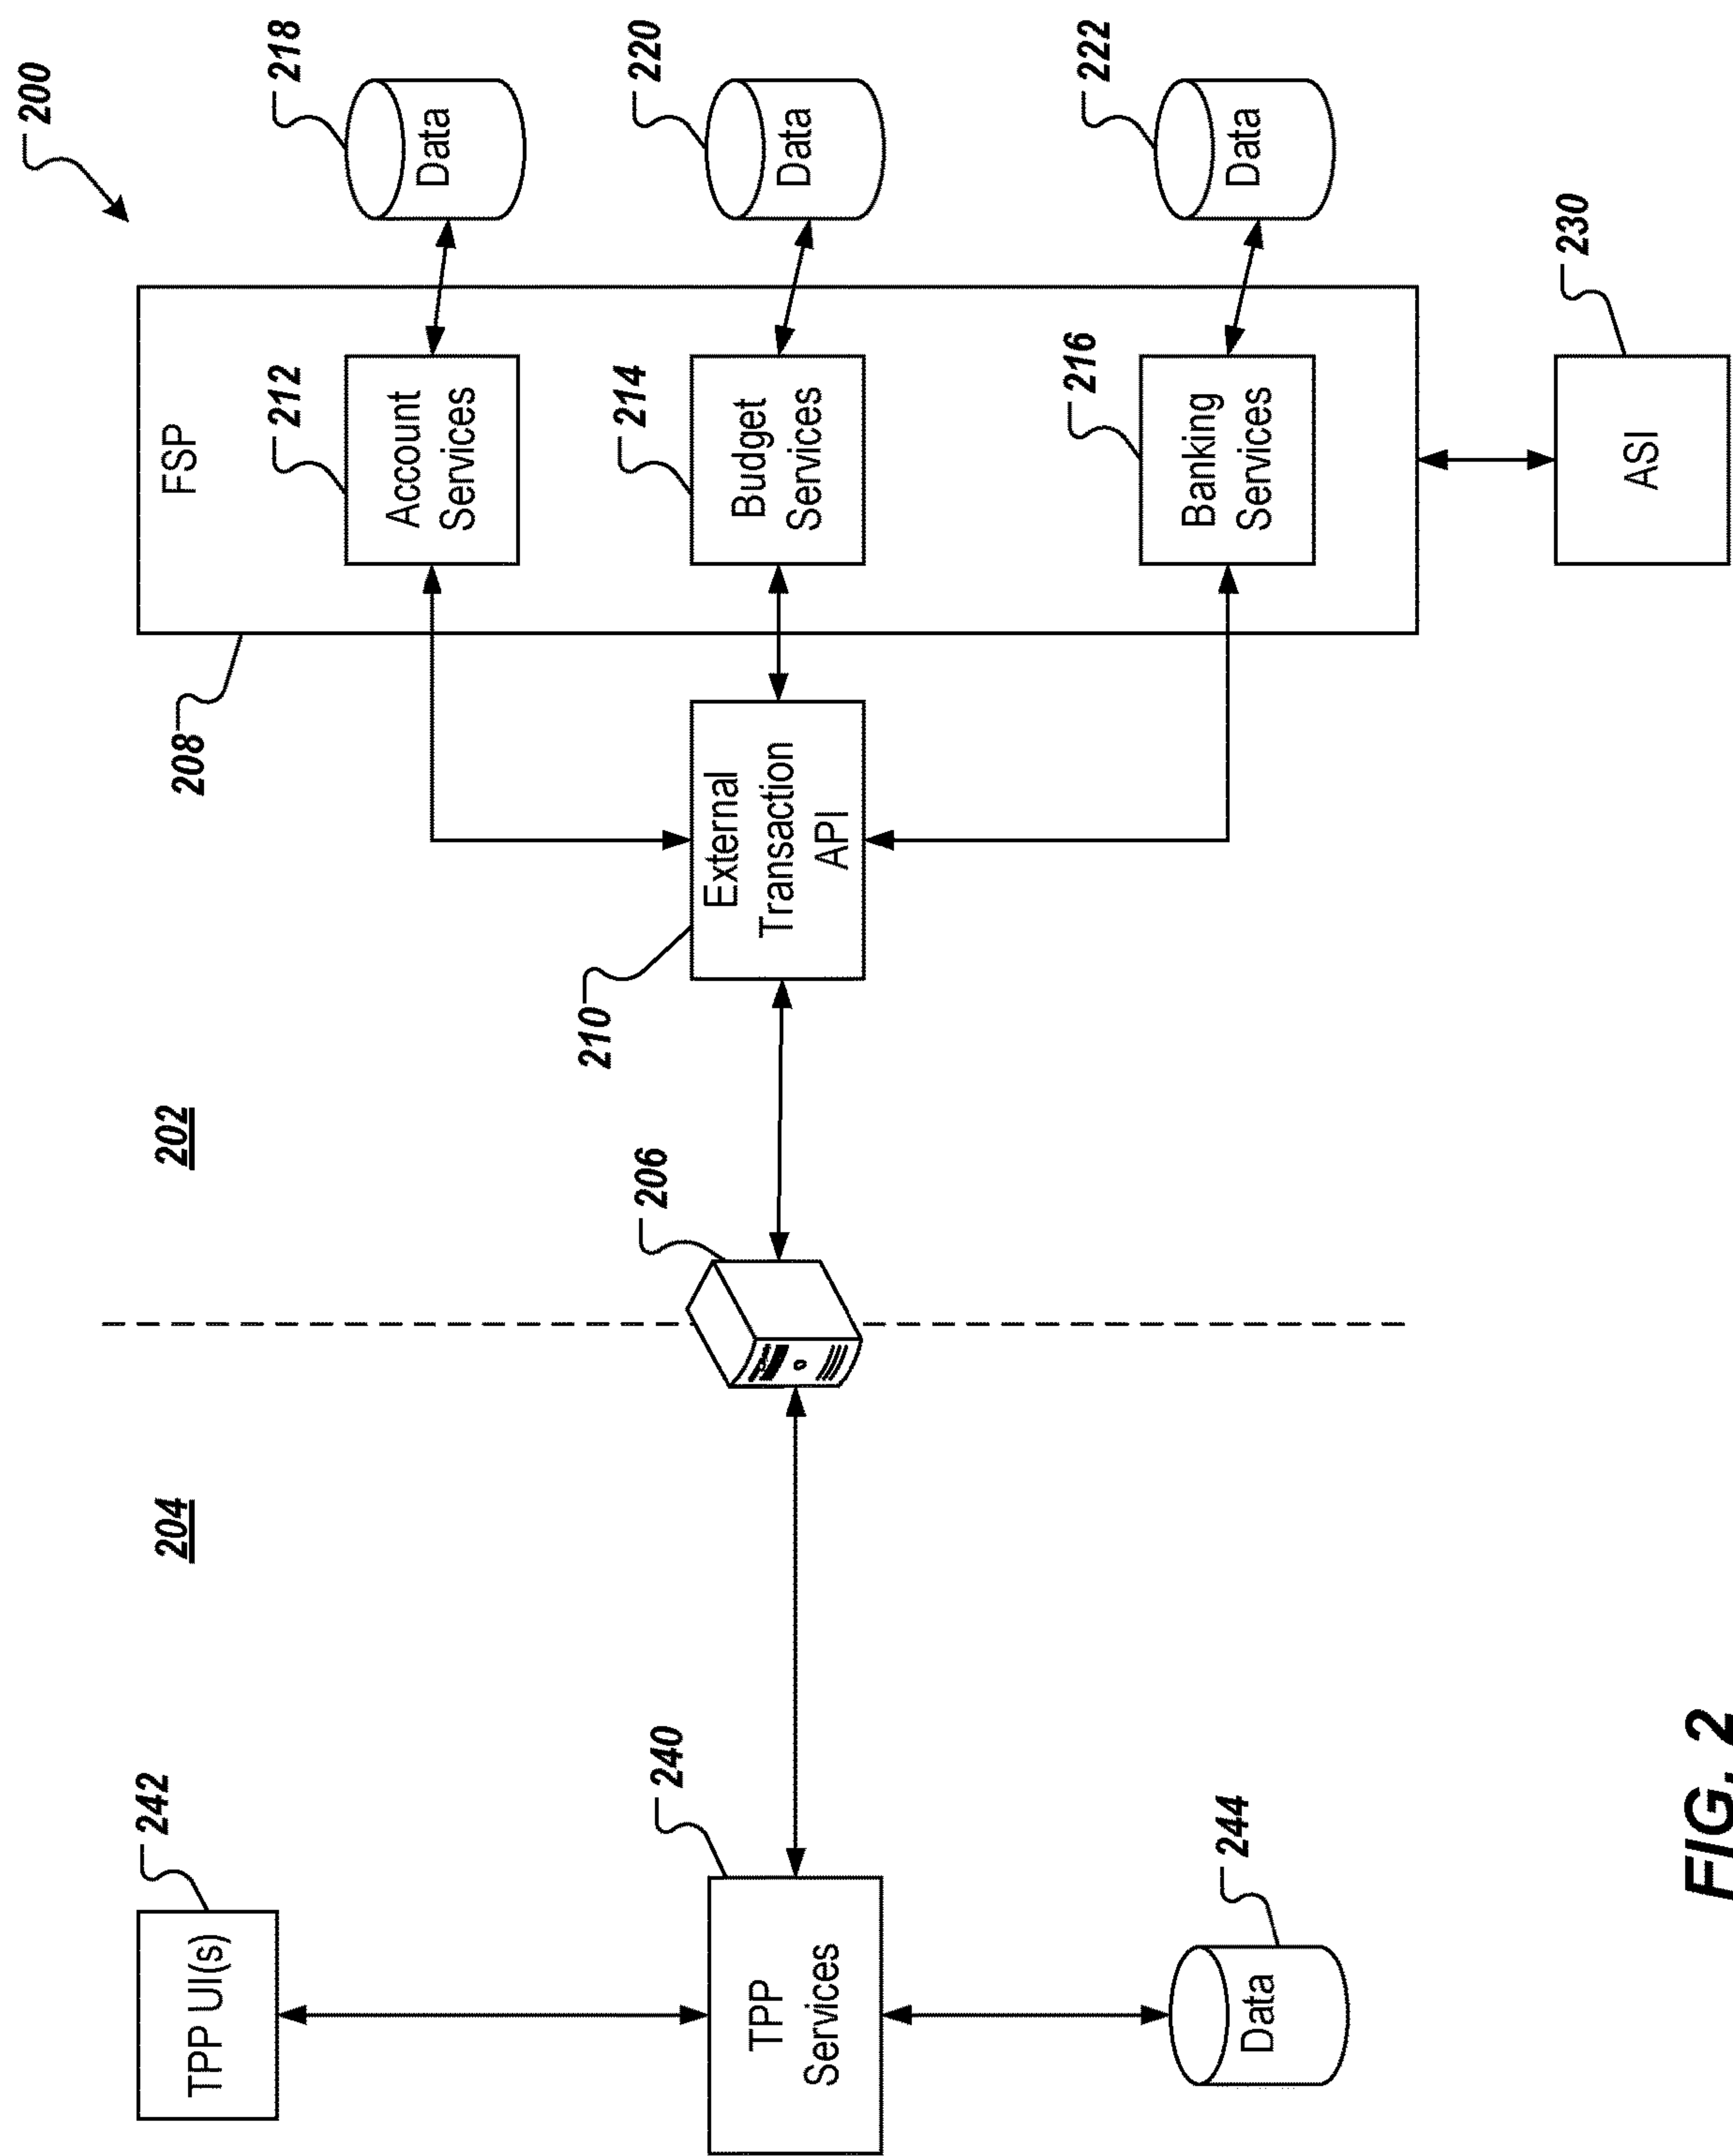 200
202
204
206
208
FSP
210
External
Transaction
API
212
Account
Services
214
Budget
Services
216
Banking
Services
218
Data
220
Data
222
Data
230
ASI
240
TPP
Services
242
TPP UI(s)
244
Data
FIG. 2